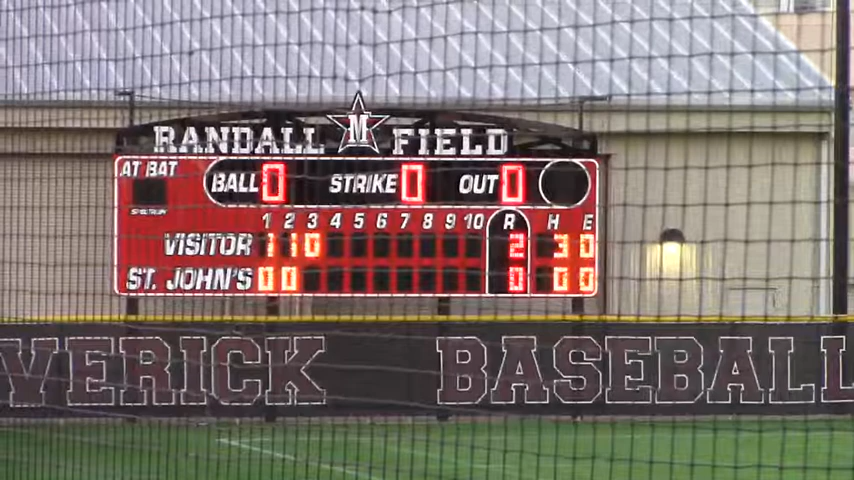 RANDALL M FIELD
AT BAT BALL 0 STRIKE 0 OUT 0
SPECTRUM
1 2 3 4 5 6 7 8 9 10 R H E
VISITOR 1 1 0 2 3 0
ST. JOHN'S 0 0 0 0 0
VERICK BASEBALL